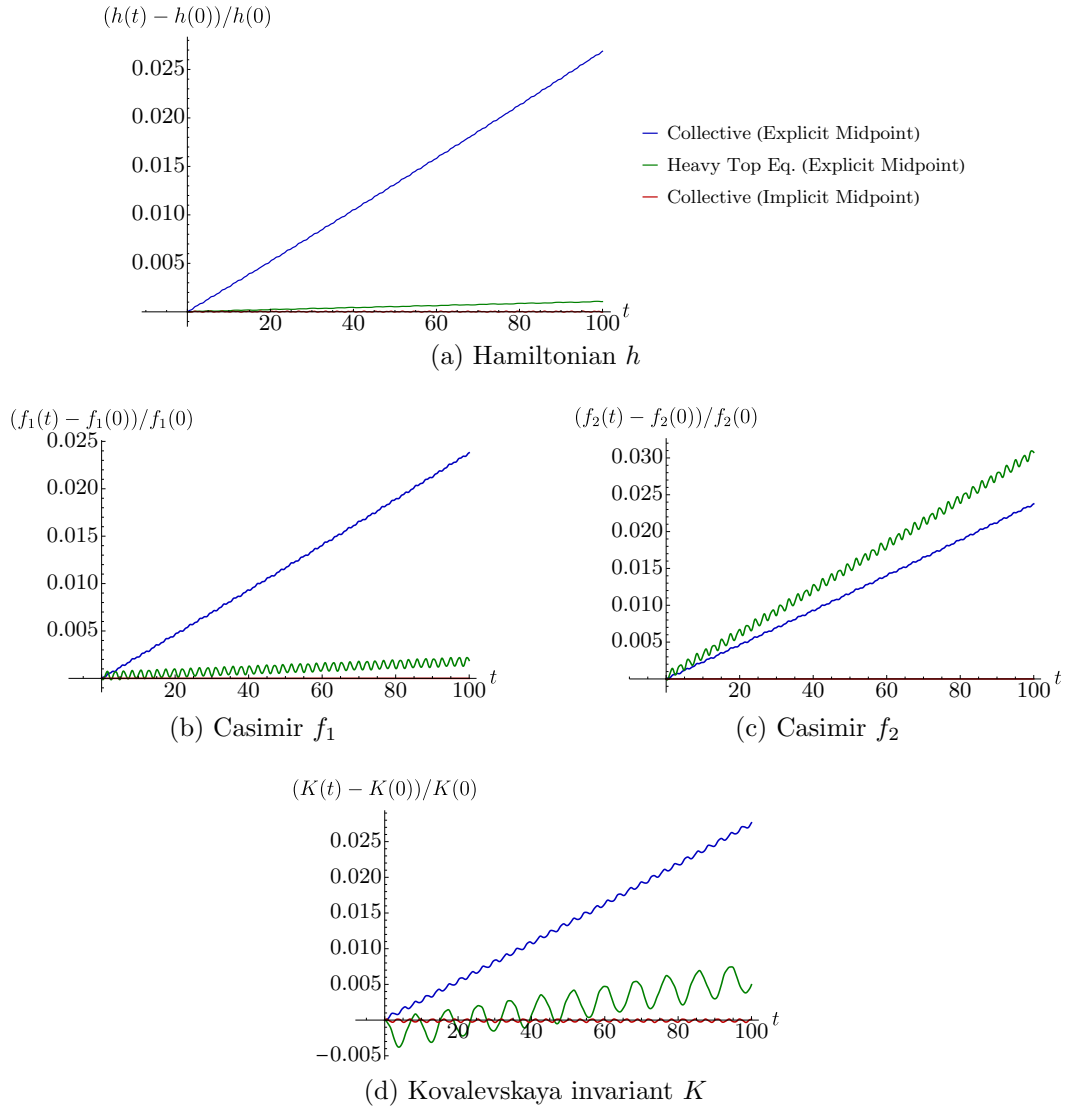 (h(t) − h(0))/h(0)
0.025
0.020
0.015
0.010
0.005
20 40 60 80 100 t
Collective (Explicit Midpoint)
Heavy Top Eq. (Explicit Midpoint)
Collective (Implicit Midpoint)
(a) Hamiltonian h
(f₁(t) − f₁(0))/f₁(0)
0.025
0.020
0.015
0.010
0.005
20 40 60 80 100 t
(b) Casimir f₁
(f₂(t) − f₂(0))/f₂(0)
0.030
0.025
0.020
0.015
0.010
0.005
20 40 60 80 100 t
(c) Casimir f₂
(K(t) − K(0))/K(0)
0.025
0.020
0.015
0.010
0.005
−0.005
20 40 60 80 100 t
(d) Kovalevskaya invariant K